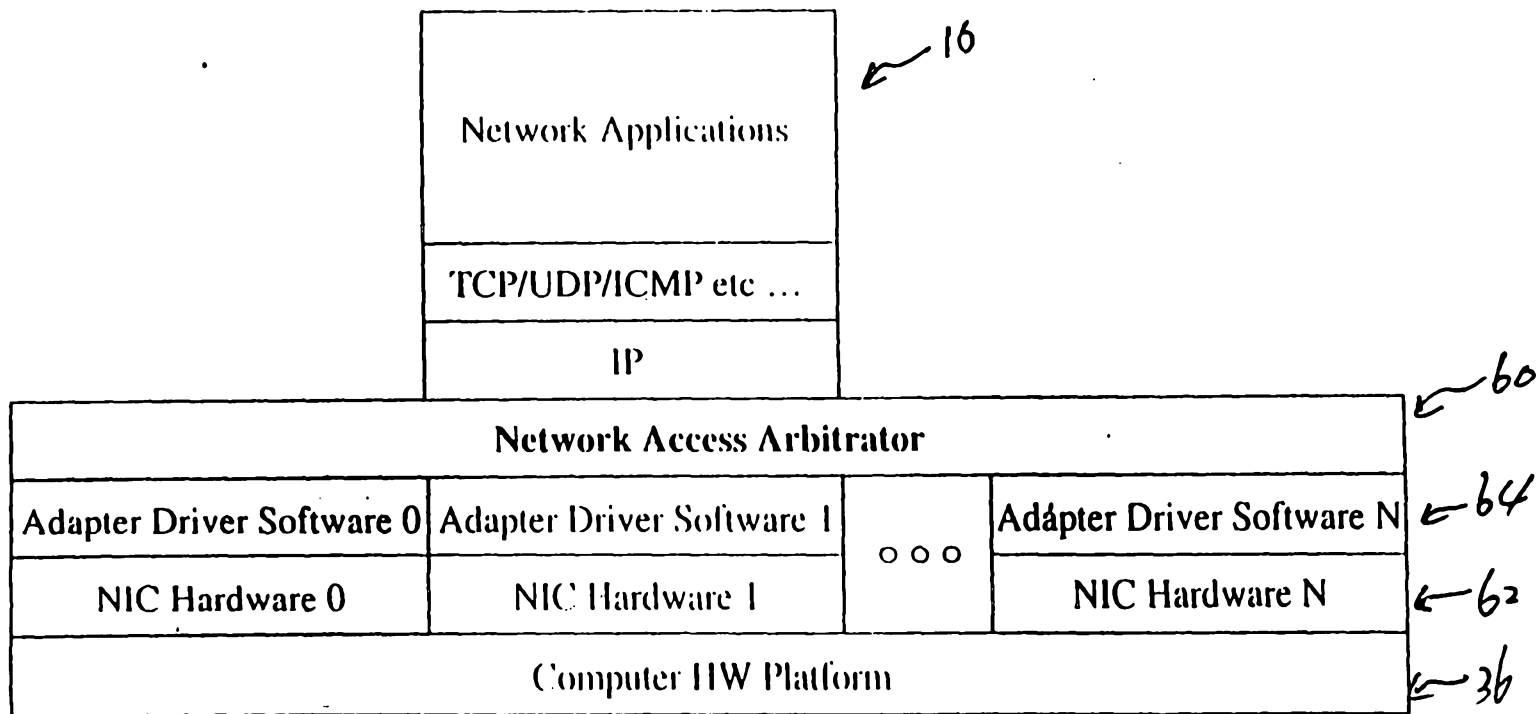 16
Network Applications
TCP/UDP/ICMP etc ...
IP
60
Network Access Arbitrator
Adapter Driver Software 0 Adapter Driver Software 1 Adapter Driver Software N
64
○ ○ ○
NIC Hardware 0 NIC Hardware 1 NIC Hardware N
62
Computer HW Platform
36